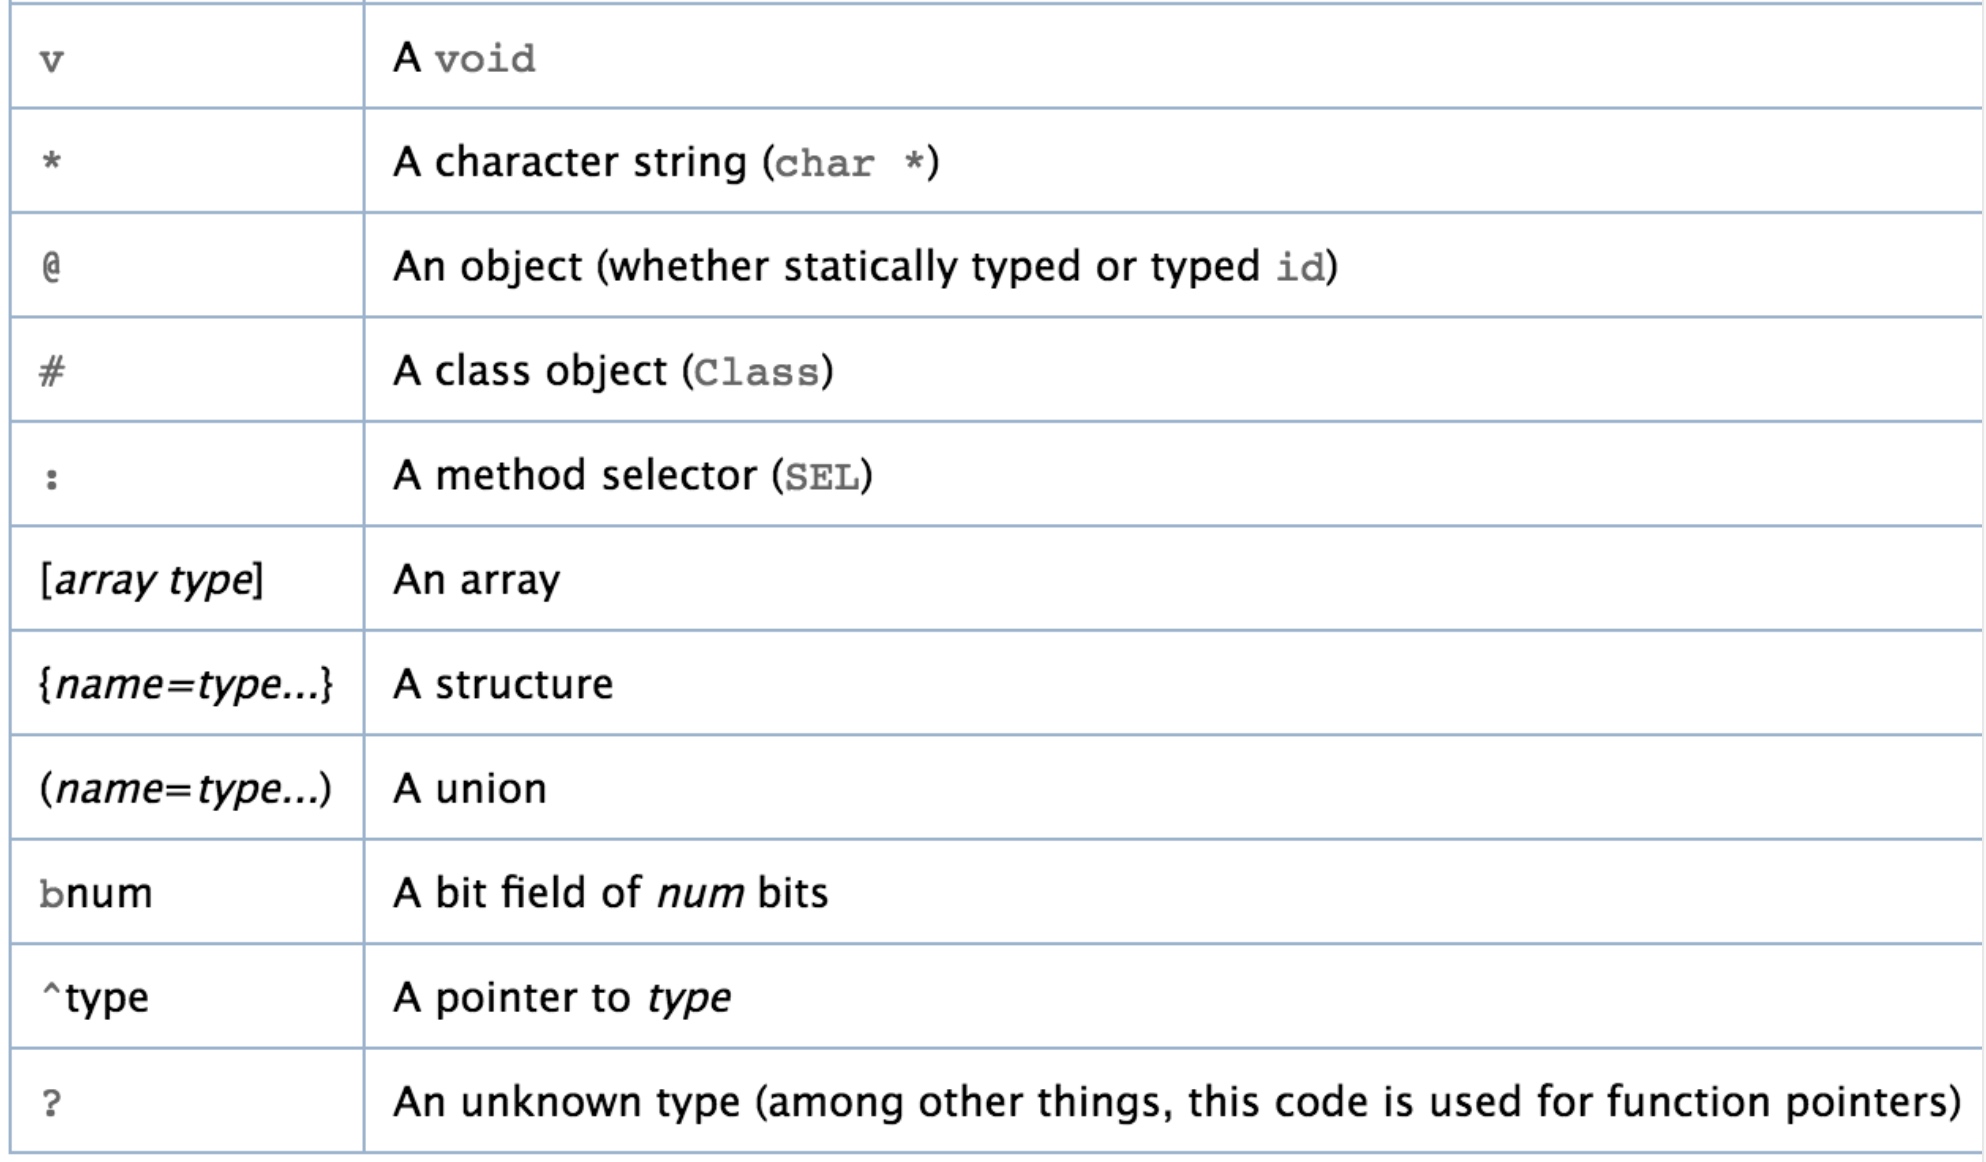 v A void
* A character string (char *)
@ An object (whether statically typed or typed id)
# A class object (Class)
: A method selector (SEL)
[array type] An array
{name=type...} A structure
(name=type...) A union
bnum A bit field of num bits
^type A pointer to type
? An unknown type (among other things, this code is used for function pointers)